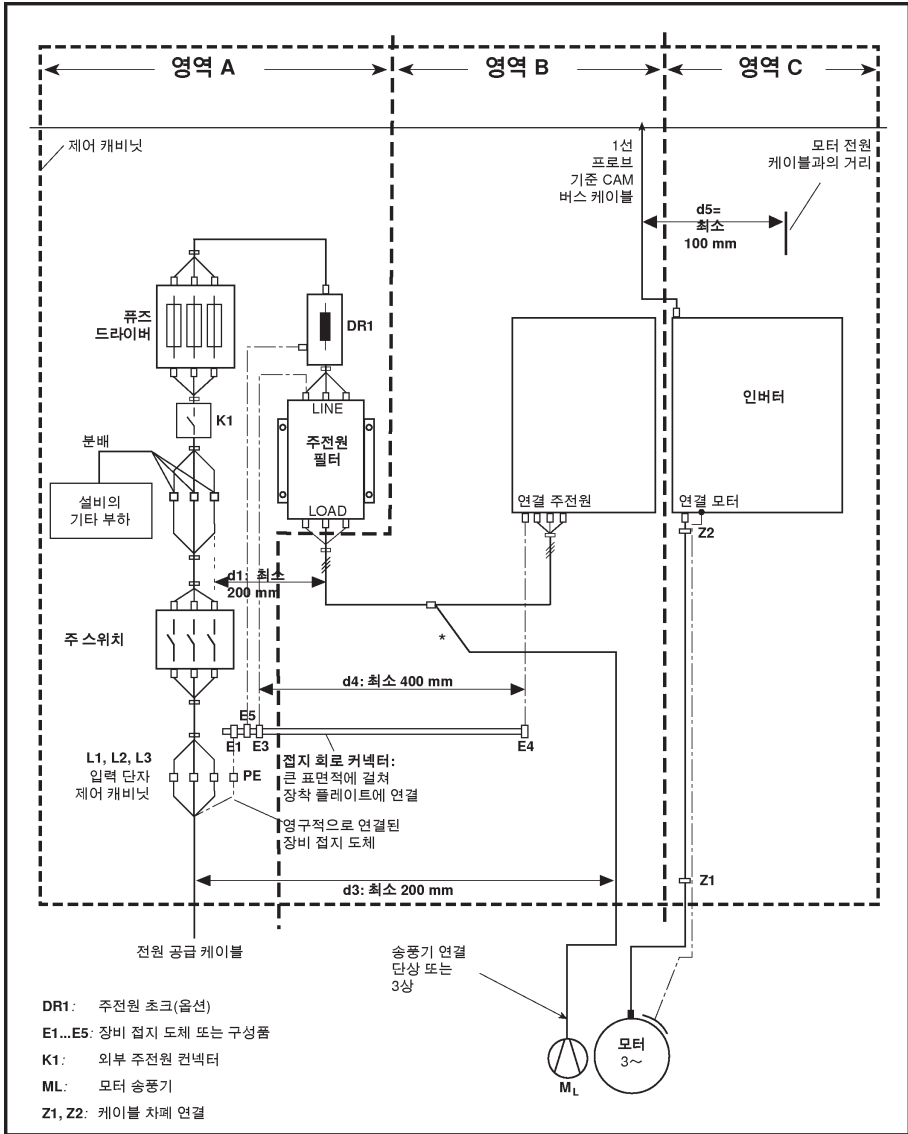 영역 A
영역 B
영역 C
제어 캐비닛
1선
프로브
기준 CAM
버스 케이블
모터 전원
케이블과의 거리
d5=
최소
100 mm
퓨즈
드라이버
DR1
K1
LINE
주전원
필터
LOAD
인버터
분배
설비의
기타 부하
연결 주전원
연결 모터
Z2
d1: 최소
200 mm
주 스위치
*
d4: 최소 400 mm
E5
E1
E3
E4
L1, L2, L3
입력 단자
제어 캐비닛
PE
접지 회로 커넥터:
큰 표면적에 걸쳐
장착 플레이트에 연결
영구적으로 연결된
장비 접지 도체
d3: 최소 200 mm
Z1
전원 공급 케이블
송풍기 연결
단상 또는
3상
모터
3~
ML
DR1: 주전원 초크(옵션)
E1...E5: 장비 접지 도체 또는 구성품
K1: 외부 주전원 컨넥터
ML: 모터 송풍기
Z1, Z2: 케이블 차폐 연결